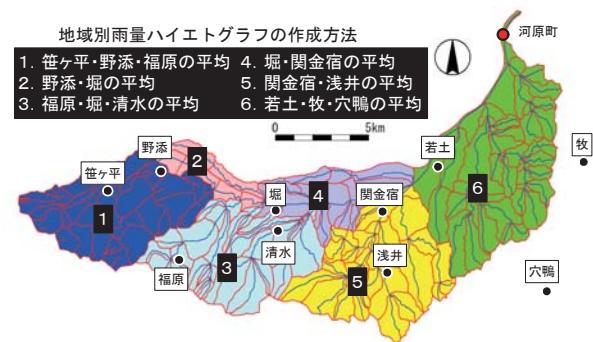 地域別雨量ハイエトグラフの作成方法
1. 笹ヶ平・野添・福原の平均 4. 堀・関金宿の平均
2. 野添・堀の平均 5. 関金宿・浅井の平均
3. 福原・堀・清水の平均 6. 若土・牧・穴鴨の平均
河原町
0 5km
野添
若土
牧
笹ヶ平
2
堀
4
関金宿
6
1
清水
福原
3
浅井
5
穴鴨